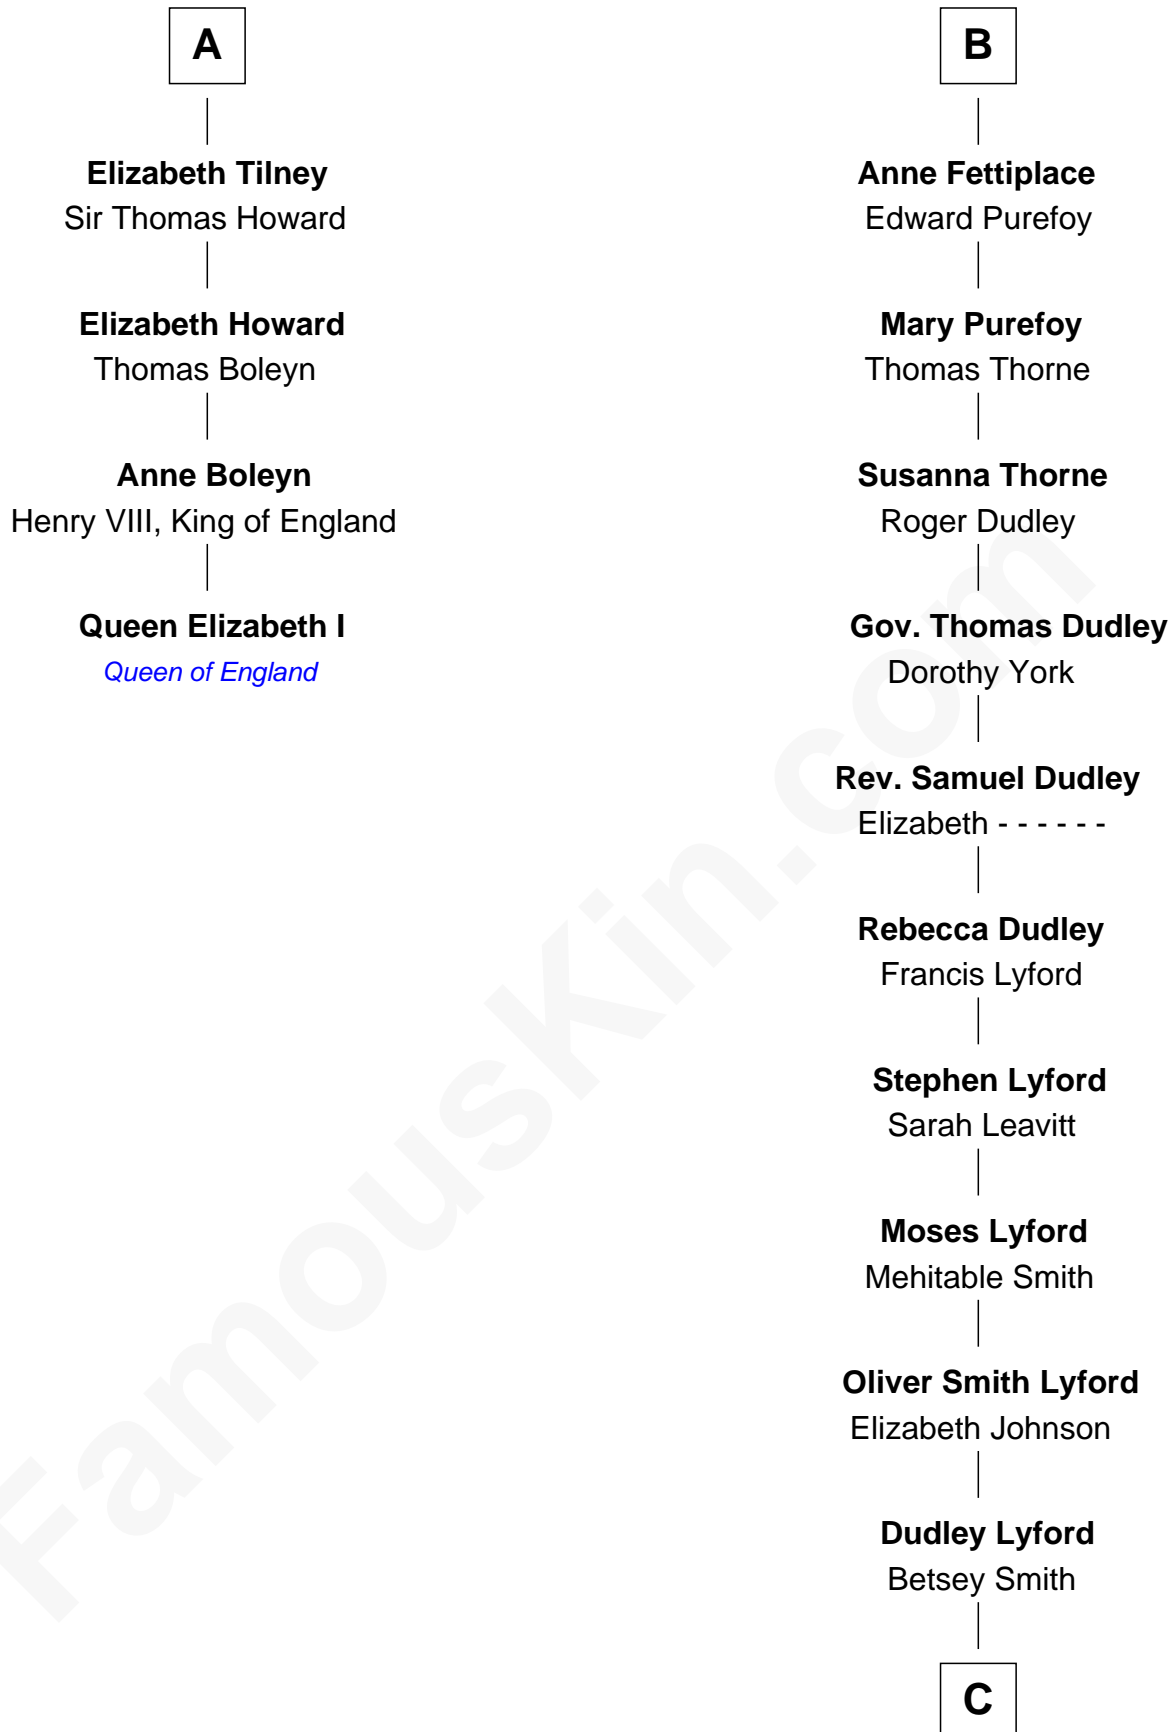 A
Elizabeth Tilney
Sir Thomas Howard
Elizabeth Howard
Thomas Boleyn
Anne Boleyn
Henry VIII, King of England
Queen Elizabeth I
Queen of England
B
Anne Fettiplace
Edward Purefoy
Mary Purefoy
Thomas Thorne
Susanna Thorne
Roger Dudley
Gov. Thomas Dudley
Dorothy York
Rev. Samuel Dudley
Elizabeth - - - - - -
Rebecca Dudley
Francis Lyford
Stephen Lyford
Sarah Leavitt
Moses Lyford
Mehitable Smith
Oliver Smith Lyford
Elizabeth Johnson
Dudley Lyford
Betsey Smith
C
FamousKin.com